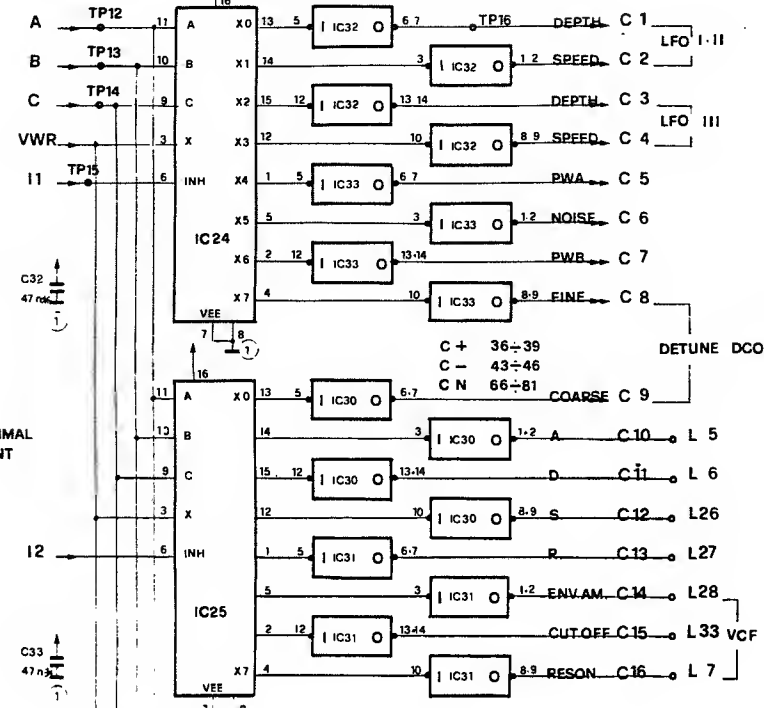 16
A TP12 11 A X0 13 5 I IC32 O 6 7 TP16 DEPTH C 1
LFO I·II
B TP13 10 B X1 14 3 I IC32 O 1 2 SPEED C 2
C TP14 9 C X2 15 12 I IC32 O 13 14 DEPTH C 3
LFO III
VWR 3 X X3 12 10 I IC32 O 8 9 SPEED C 4
I1 TP15 6 INH X4 1 5 I IC33 O 6 7 PWA C 5
X5 5 3 I IC33 O 1·2 NOISE C 6
IC24
X6 2 12 I IC33 O 13·14 PWB C 7
C32
47n
1
X7 4 10 I IC33 O 8·9 FINE C 8
VEE
7 8 1
C + 36÷39
C – 43÷46
C N 66÷81
DETUNE DCO
16
11 A X0 13 5 I IC30 O 6·7 COARSE C 9
10 B 14 3 I IC30 O 1·2 A C10 L 5
9 C 15 12 I IC30 O 13·14 D C11 L 6
3 X 12 10 I IC30 O 8·9 S C12 L26
I2 6 INH 1 5 I IC31 O 6·7 R C13 L27
5 3 I IC31 O 1·2 ENV AM. C14 L28
IC25
2 12 I IC31 O 13·14 CUTOFF C15 L33 VCF
C33
47n
1
X7 4 10 I IC31 O 8·9 RESON C16 L 7
VEE